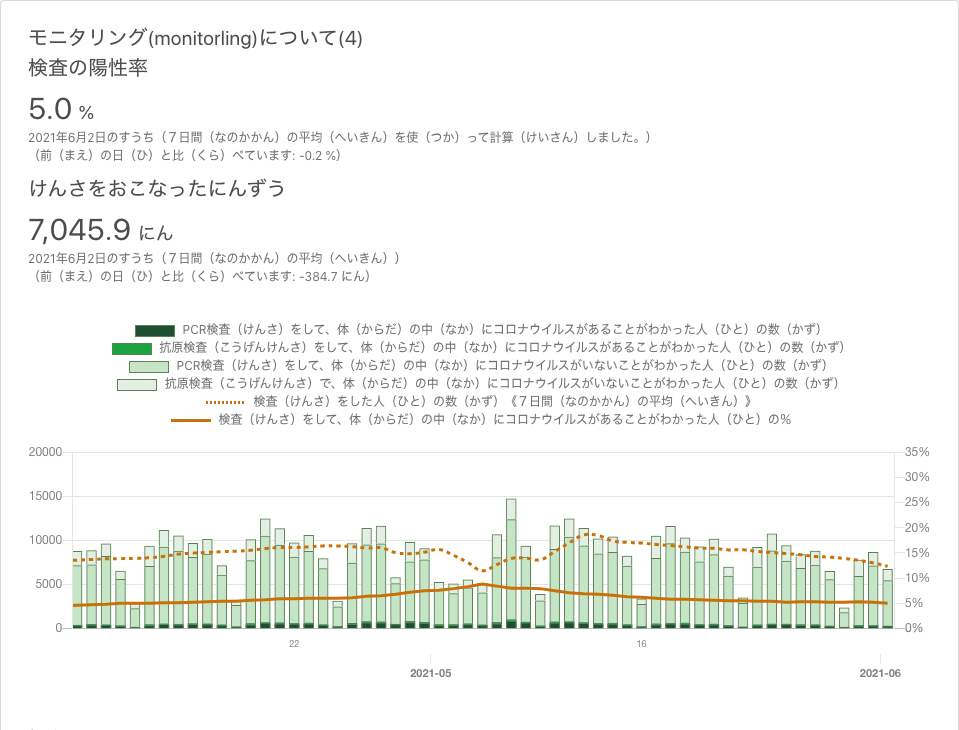 モニタリング(monitorling)について(4)
検査の陽性率
5.0 %
2021年6月2日のすうち（７日間（なのかかん）の平均（へいきん）を使（つか）って計算（けいさん）しました。）
（前（まえ）の日（ひ）と比（くら）べています: -0.2 %）
けんさをおこなったにんずう
7,045.9 にん
2021年6月2日のすうち（７日間（なのかかん）の平均（へいきん））
（前（まえ）の日（ひ）と比（くら）べています: -384.7 にん）
PCR検査（けんさ）をして、体（からだ）の中（なか）にコロナウイルスがあることがわかった人（ひと）の数（かず）
抗原検査（こうげんけんさ）をして、体（からだ）の中（なか）にコロナウイルスがあることがわかった人（ひと）の数（かず）
PCR検査（けんさ）をして、体（からだ）の中（なか）にコロナウイルスがいないことがわかった人（ひと）の数（かず）
抗原検査（こうげんけんさ）で、体（からだ）の中（なか）にコロナウイルスがいないことがわかった人（ひと）の数（かず）
検査（けんさ）をした人（ひと）の数（かず）《７日間（なのかかん）の平均（へいきん）》
検査（けんさ）をして、体（からだ）の中（なか）にコロナウイルスがあることがわかった人（ひと）の%
20000 35%
30%
15000 25%
20%
10000 15%
5000 10%
5%
0 0%
22 16
2021-05 2021-06